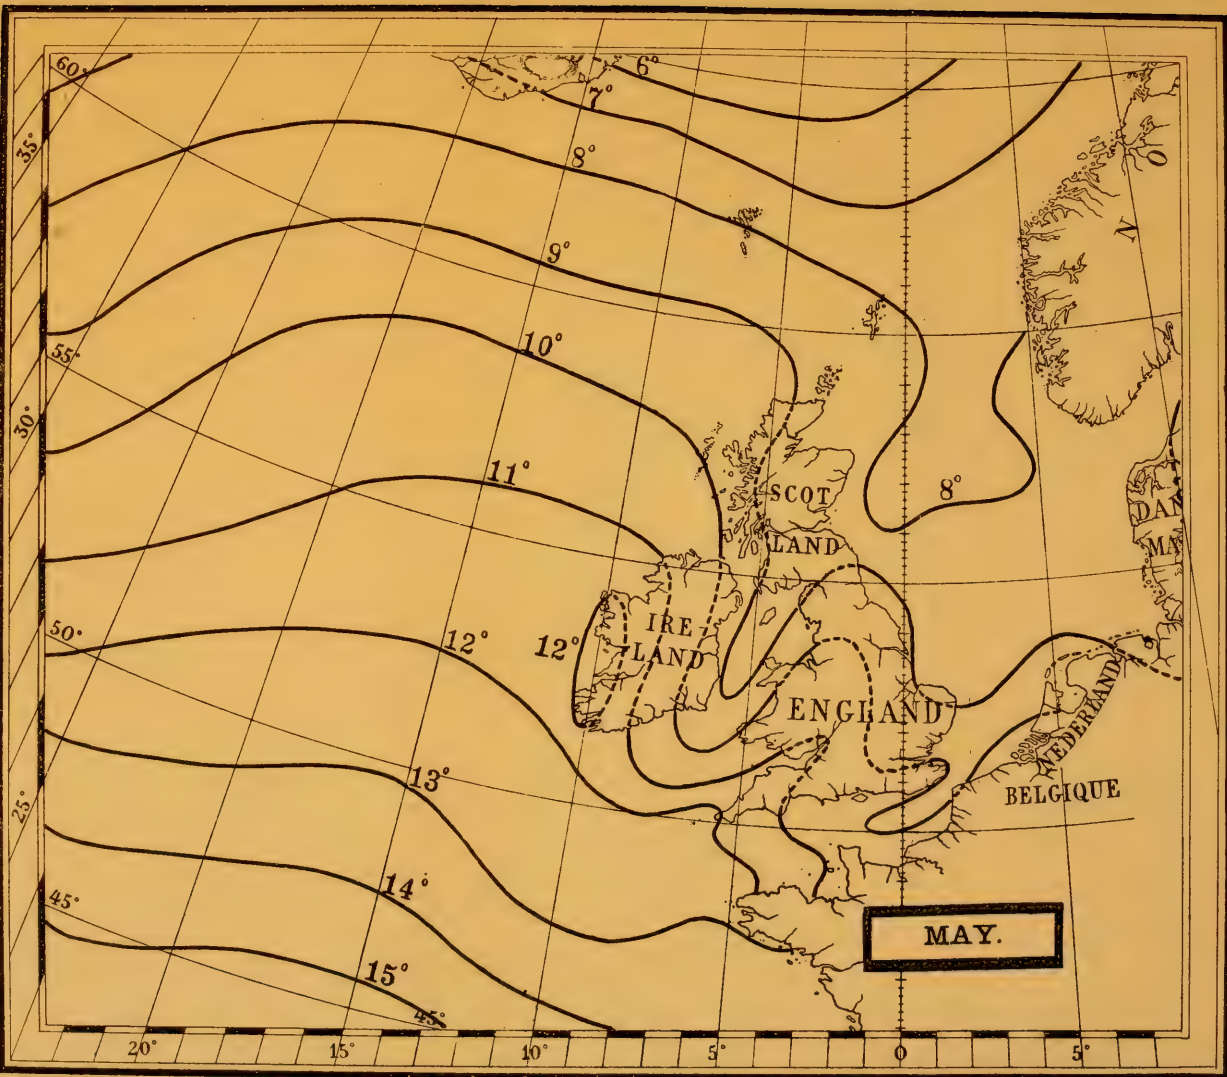 60°
6°
7°
35°
8°
O
N
9°
10°
55°
30°
11°
8°
SCOT
LAND
DAN
MA
50°
12°
12°
IRE-
LAND
ENGLAND
NEDERLAND
BELGIQUE
13°
25°
14°
45°
MAY.
15°
45°
20°
15°
10°
5°
0
5°